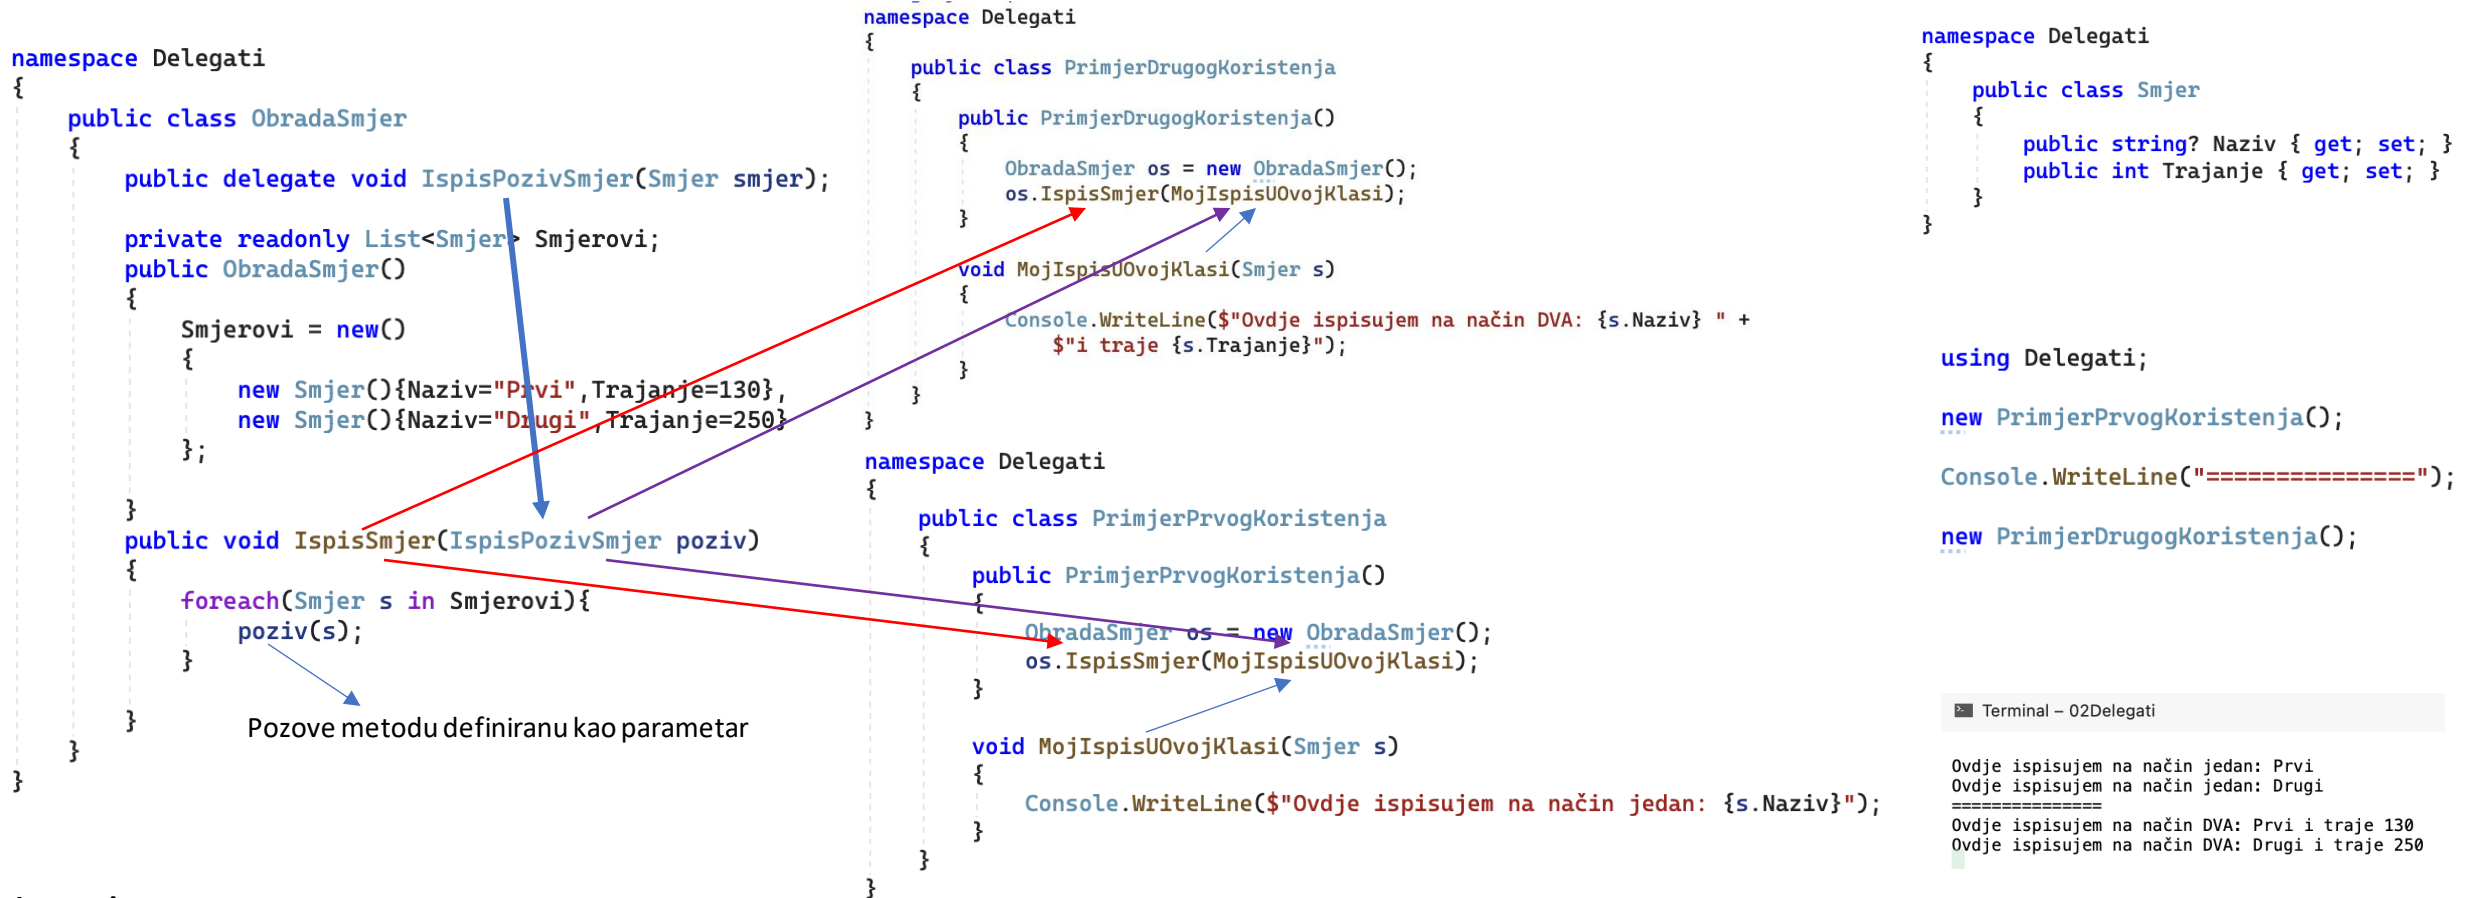 namespace Delegati
{
public class ObradaSmjer
{
public delegate void IspisPozivSmjer(Smjer smjer);
private readonly List<Smjer> Smjerovi;
public ObradaSmjer()
{
Smjerovi = new()
{
new Smjer(){Naziv="Prvi",Trajanje=130},
new Smjer(){Naziv="Drugi",Trajanje=250}
};
}
public void IspisSmjer(IspisPozivSmjer poziv)
{
foreach(Smjer s in Smjerovi){
poziv(s);
}
}
}
}
Pozove metodu definiranu kao parametar
namespace Delegati
{
public class PrimjerDrugogKoristenja
{
public PrimjerDrugogKoristenja()
{
ObradaSmjer os = new ObradaSmjer();
os.IspisSmjer(MojIspisUOvojKlasi);
}
void MojIspisUOvojKlasi(Smjer s)
{
Console.WriteLine($"Ovdje ispisujem na način DVA: {s.Naziv} " +
$"i traje {s.Trajanje}");
}
}
}
namespace Delegati
{
public class PrimjerPrvogKoristenja
{
public PrimjerPrvogKoristenja()
{
ObradaSmjer os = new ObradaSmjer();
os.IspisSmjer(MojIspisUOvojKlasi);
}
void MojIspisUOvojKlasi(Smjer s)
{
Console.WriteLine($"Ovdje ispisujem na način jedan: {s.Naziv}");
}
}
}
namespace Delegati
{
public class Smjer
{
public string? Naziv { get; set; }
public int Trajanje { get; set; }
}
}
using Delegati;
new PrimjerPrvogKoristenja();
Console.WriteLine("===============");
new PrimjerDrugogKoristenja();
Terminal – 02Delegati
Ovdje ispisujem na način jedan: Prvi
Ovdje ispisujem na način jedan: Drugi
===============
Ovdje ispisujem na način DVA: Prvi i traje 130
Ovdje ispisujem na način DVA: Drugi i traje 250